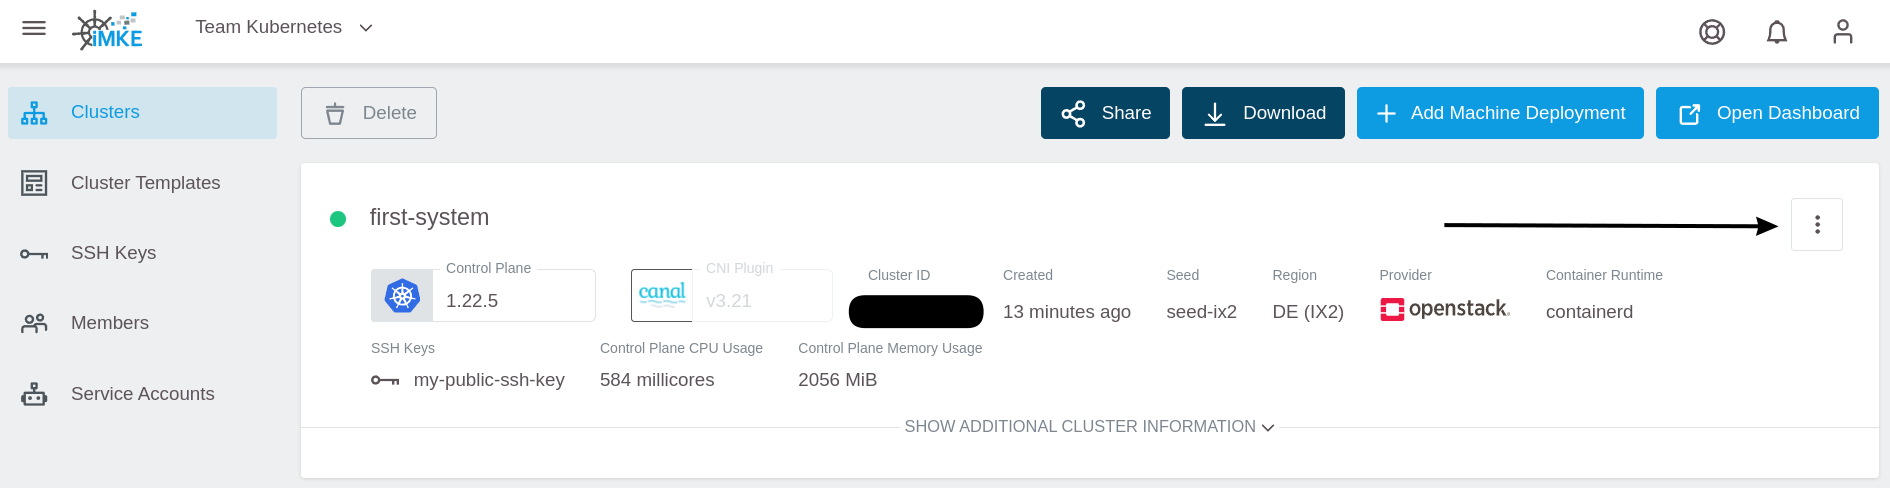 iMKE
Team Kubernetes
Clusters
Delete
Share
Download
Add Machine Deployment
Open Dashboard
Cluster Templates
first-system
SSH Keys
Control Plane
1.22.5
canal
CNI Plugin
v3.21
Cluster ID
Created
13 minutes ago
Seed
seed-ix2
Region
DE (IX2)
Provider
openstack.
Container Runtime
containerd
Members
SSH Keys
my-public-ssh-key
Control Plane CPU Usage
584 millicores
Control Plane Memory Usage
2056 MiB
Service Accounts
SHOW ADDITIONAL CLUSTER INFORMATION